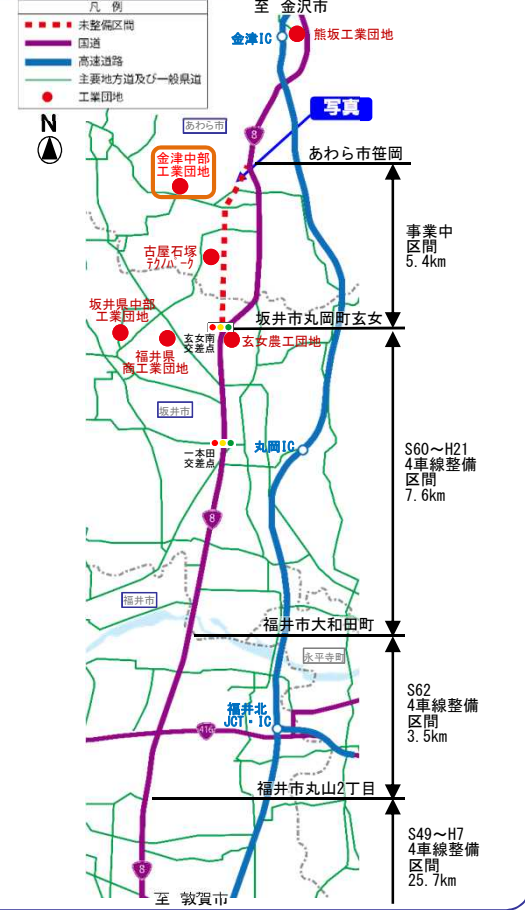 凡 例
未整備区間
国道
高速道路
主要地方道及び一般県道
工業団地
至 金沢市
金津IC
熊坂工業団地
N
あわら市
8
写真
金津中部
工業団地
あわら市笹岡
事業中
区間
5.4km
古屋石塚
ﾃｸﾉﾊﾟｰｸ
坂井県中部
工業団地
坂井市丸岡町玄女
玄女南
交差点
玄女農工団地
福井県
商工業団地
坂井市
一本田
交差点
丸岡IC
S60～H21
4車線整備
区間
7.6km
8
福井市
福井市大和田町
永平寺町
S62
4車線整備
区間
3.5km
福井北
JCT・IC
416
福井市丸山2丁目
S49～H7
4車線整備
区間
25.7km
8
至 敦賀市